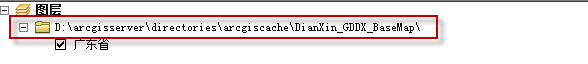 图层
D:\arcgisserver\directories\arcgiscache\DianXin_GDDX_BaseMap\
广东省